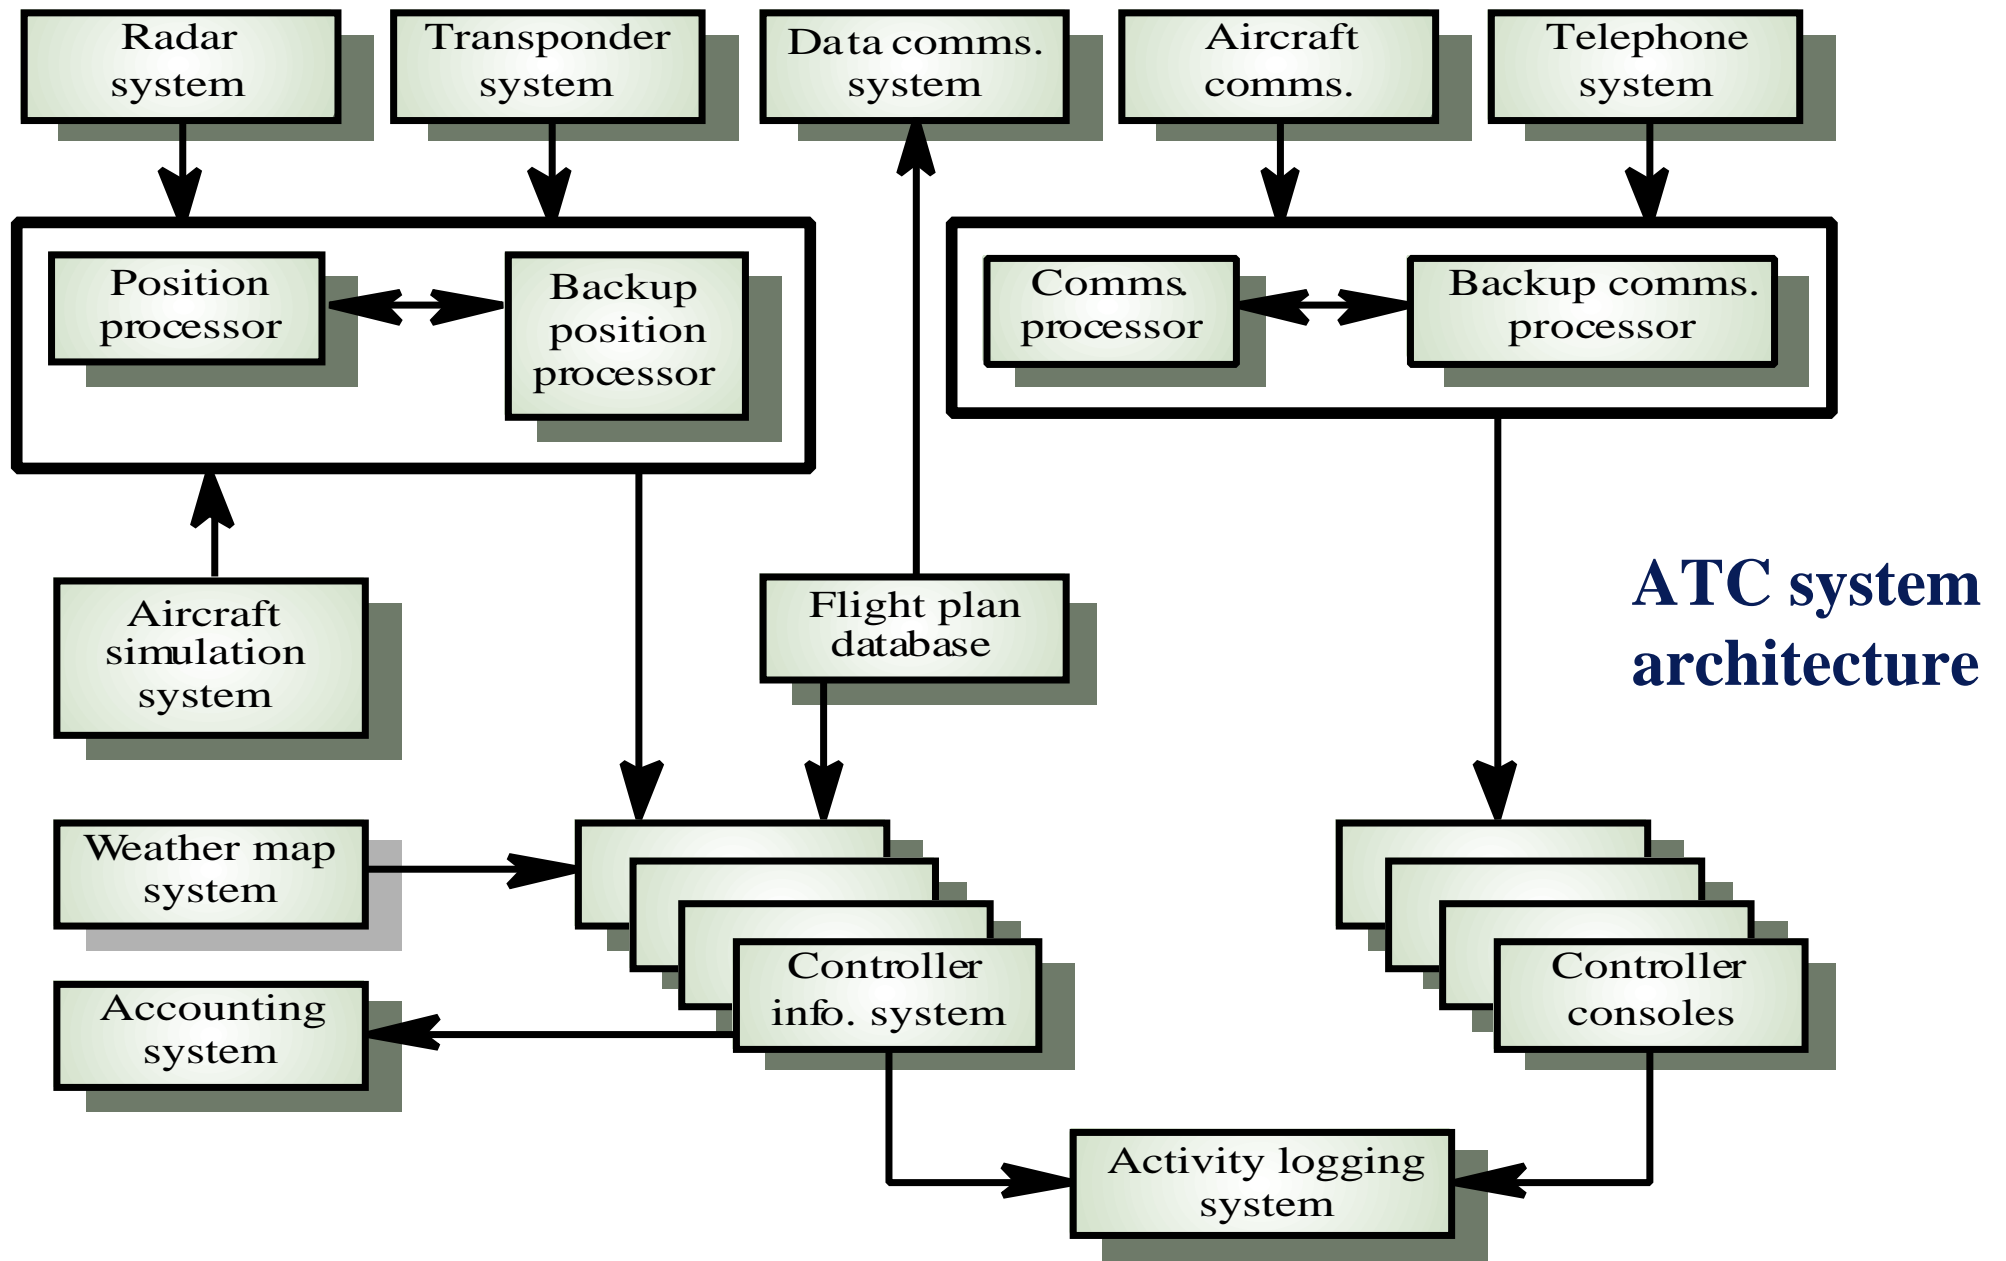 Radar
system
Transponder
system
Data comms.
system
Aircraft
comms.
Telephone
system
Position
processor
Backup
position
processor
Comms.
processor
Backup comms.
processor
Aircraft
simulation
system
Flight plan
database
ATC system
architecture
Weather map
system
Controller
info. system
Controller
consoles
Accounting
system
Activity logging
system